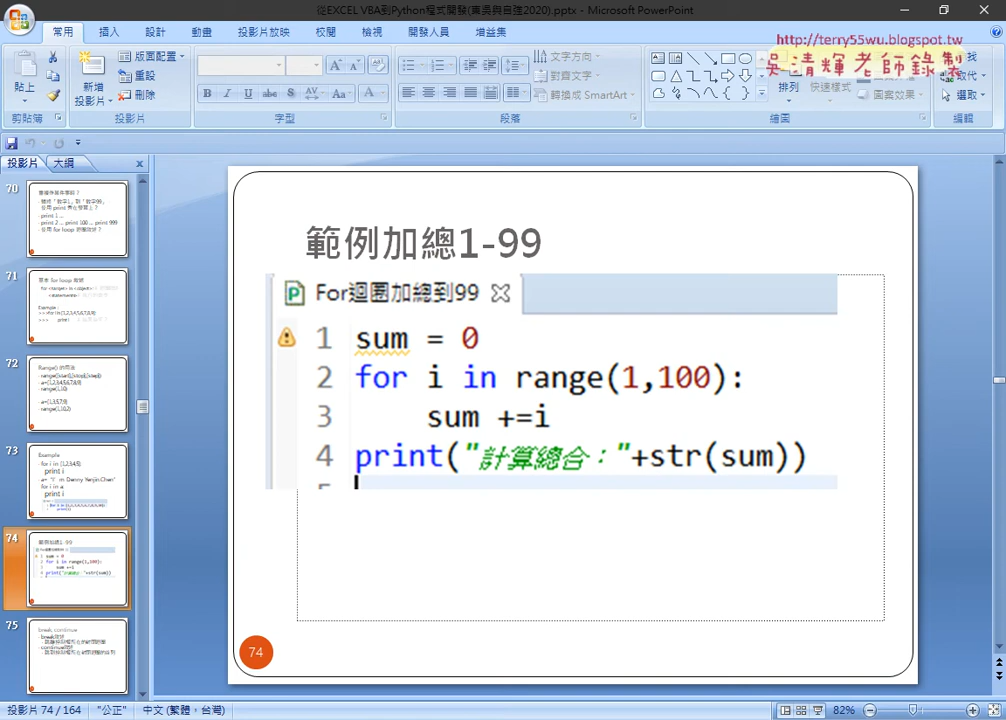 從EXCEL VBA到Python程式開發(東吳與自強2020).pptx - Microsoft PowerPoint
常用
插入
設計
動畫
投影片放映
校閱
檢視
開發人員
增益集
http://terry55wu.blogspot.tw
吳清輝老師錄製
貼上
剪貼簿
新增
投影片
版面配置
重設
刪除
投影片
B I U abc S AV Aa A
字型
文字方向
對齊文字
轉換成 SmartArt
段落
排列
快速樣式
圖案效果
繪圖
找
取代
選取
編輯
投影片
大綱
70
71
72
Range() 的用法
73
Example
74
範例加總1-99
75
break, continue
範例加總1-99
For迴圈加總到99
1 sum = 0
2 for i in range(1,100):
3 sum +=i
4 print("計算總合："+str(sum))
5
74
投影片 74 / 164
"公正"
中文 (繁體，台灣)
82%